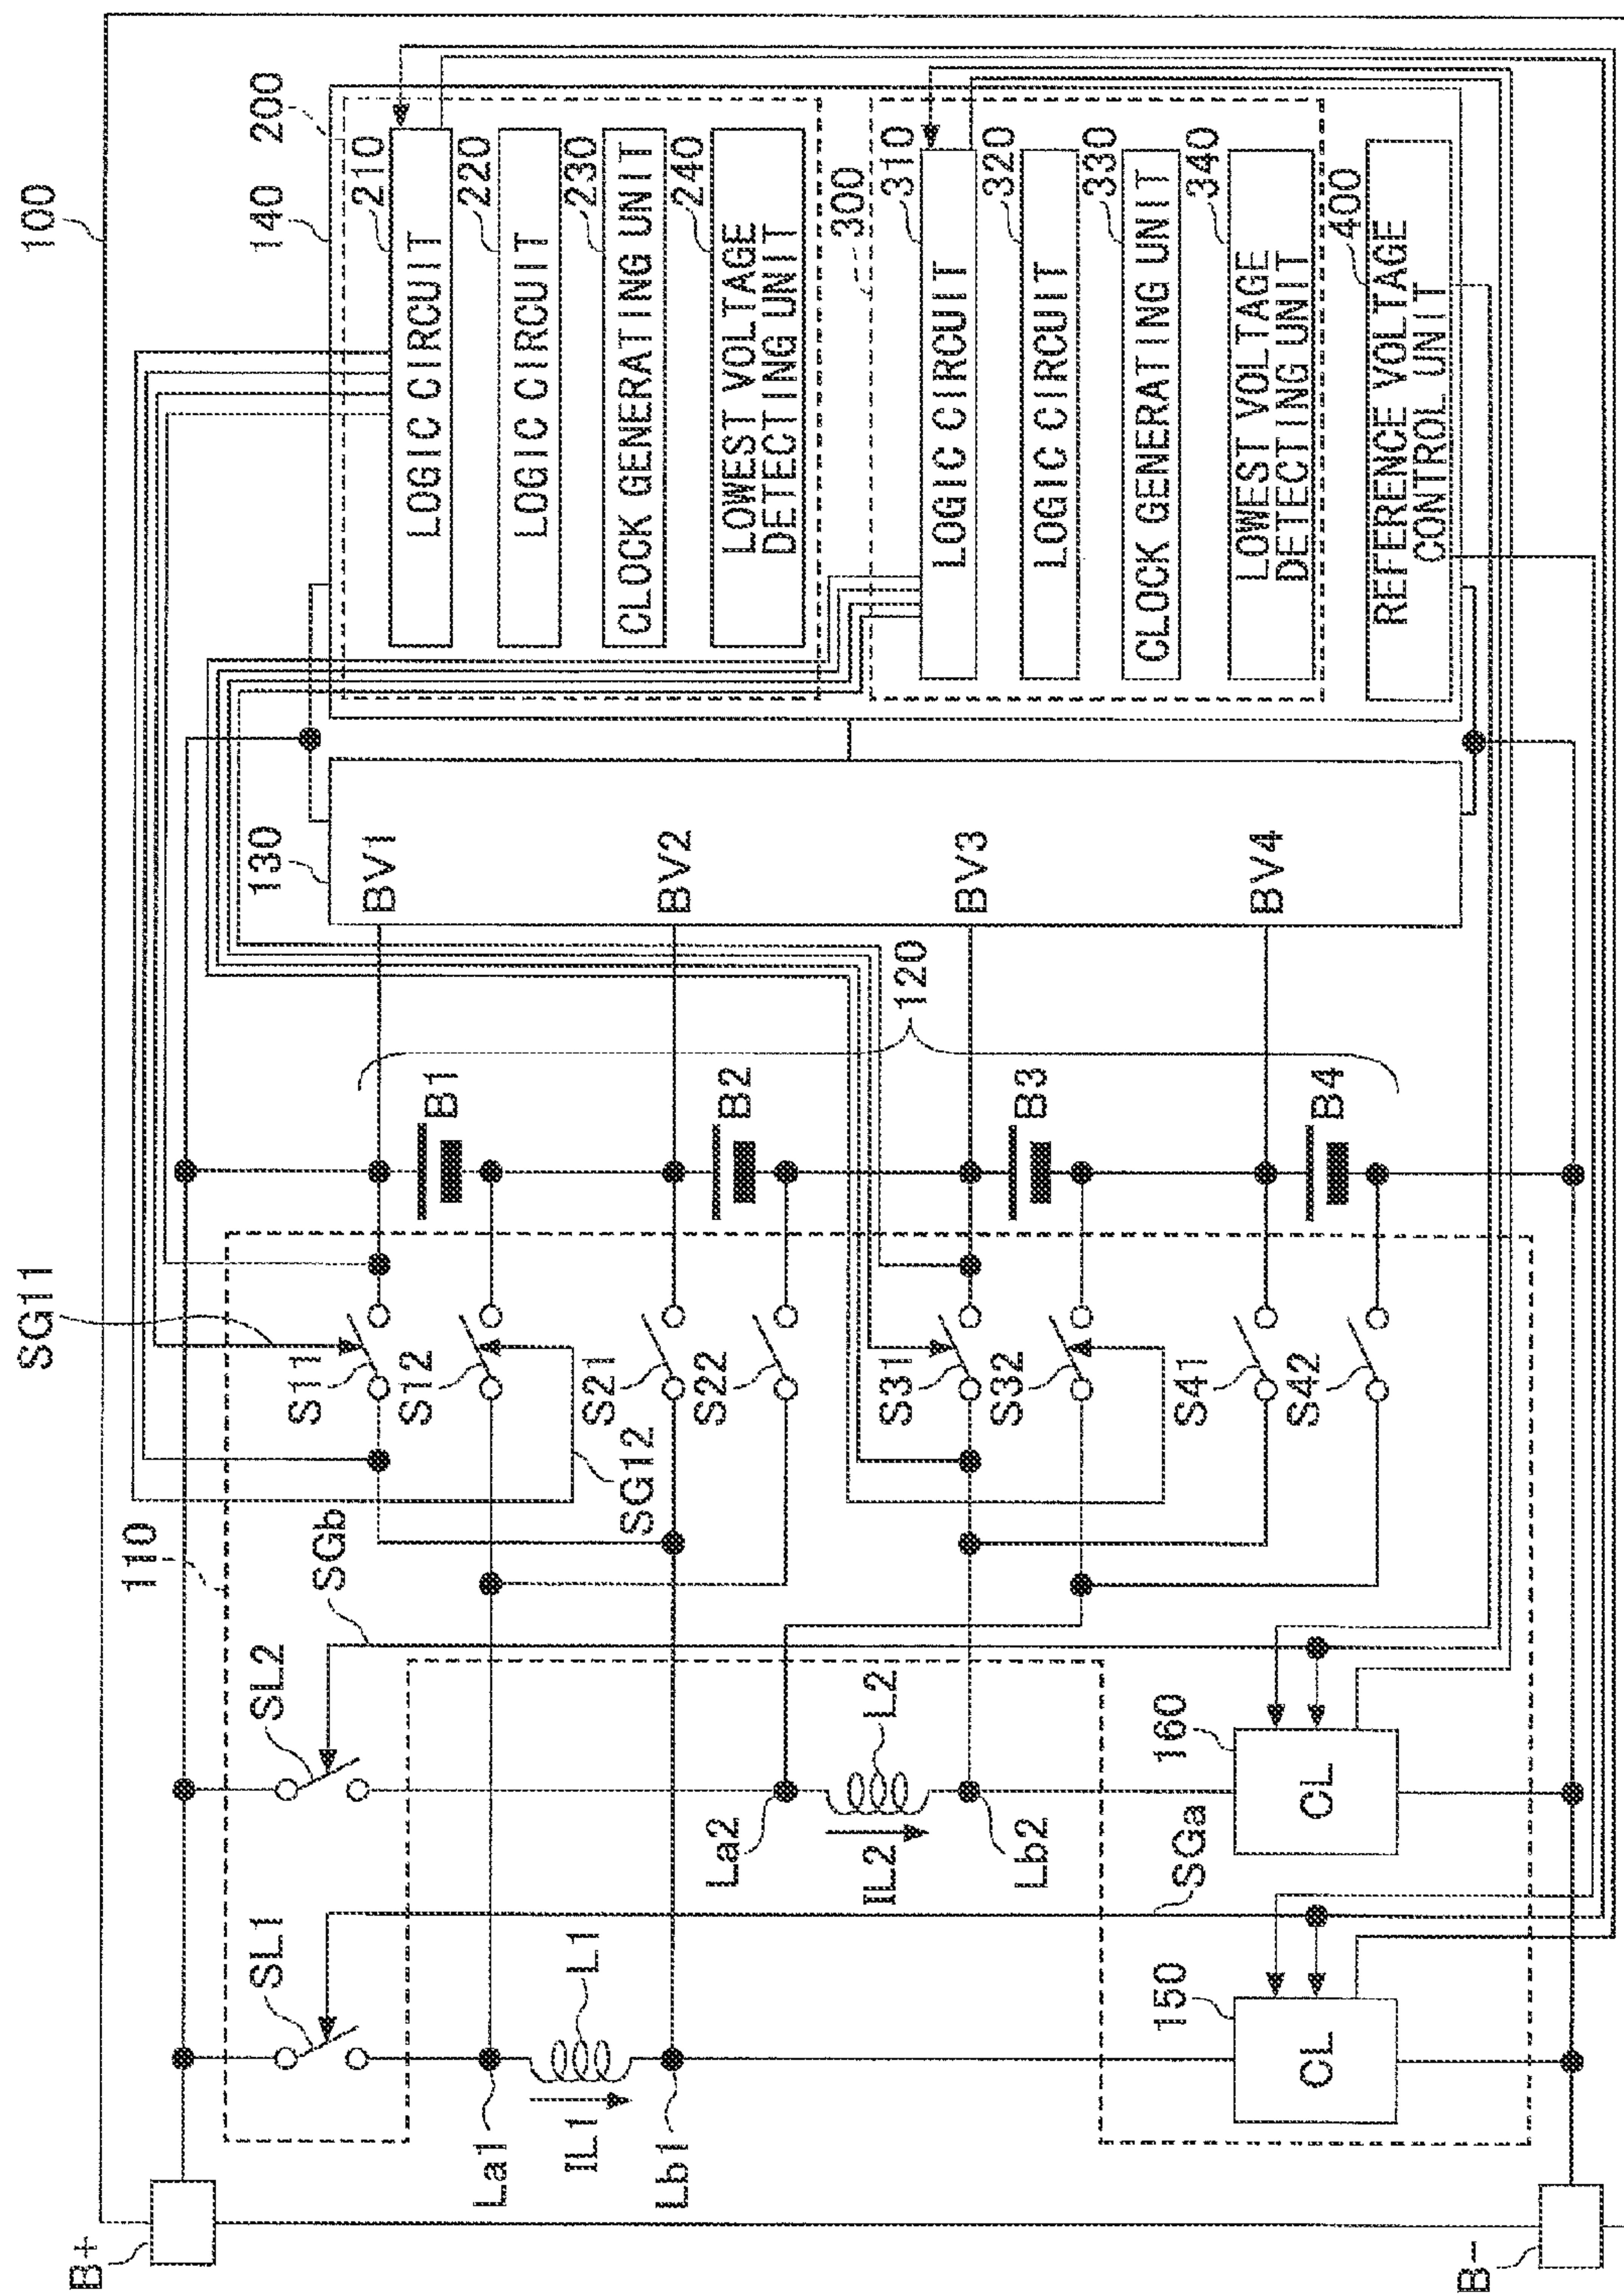 100
SG11
B+
B-
110
SL1
SL2
SGb
La1
IL1
L1
Lb1
La2
IL2
L2
Lb2
SGa
150
CL
160
CL
S11
S12
S21
S22
SG12
S31
S32
S41
S42
B1
B2
B3
B4
120
130
BV1
BV2
BV3
BV4
140
200
210
LOGIC CIRCUIT
220
LOGIC CIRCUIT
230
CLOCK GENERATING UNIT
240
LOWEST VOLTAGE
DETECTING UNIT
300
310
LOGIC CIRCUIT
320
LOGIC CIRCUIT
330
CLOCK GENERATING UNIT
340
LOWEST VOLTAGE
DETECTING UNIT
400
REFERENCE VOLTAGE
CONTROL UNIT